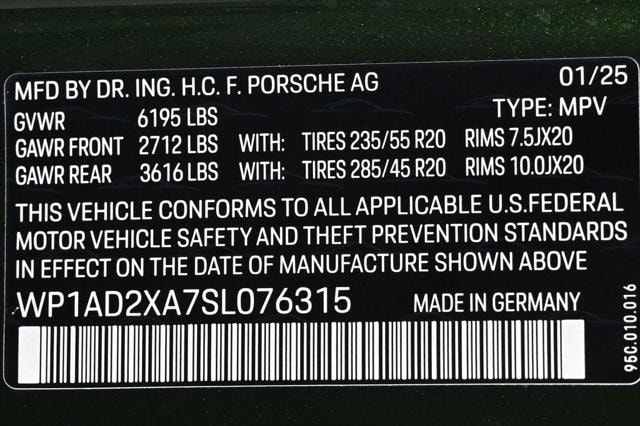 MFD BY DR. ING. H.C. F. PORSCHE AG 01/25
GVWR 6195 LBS TYPE: MPV
GAWR FRONT 2712 LBS WITH: TIRES 235/55 R20 RIMS 7.5JX20
GAWR REAR 3616 LBS WITH: TIRES 285/45 R20 RIMS 10.0JX20
THIS VEHICLE CONFORMS TO ALL APPLICABLE U.S.FEDERAL
MOTOR VEHICLE SAFETY AND THEFT PREVENTION STANDARDS
IN EFFECT ON THE DATE OF MANUFACTURE SHOWN ABOVE
WP1AD2XA7SL076315 MADE IN GERMANY
95C.010.016